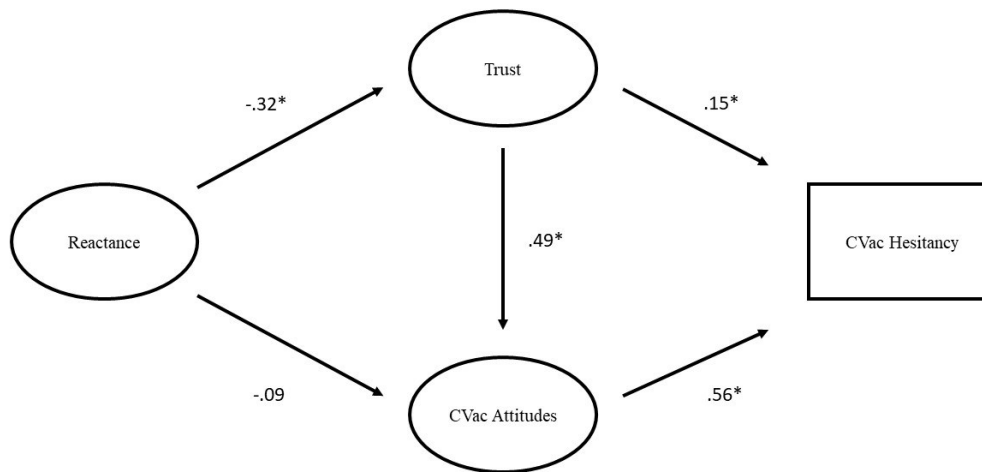 Trust
-.32*
.15*
Reactance
.49*
CVac Hesitancy
-.09
CVac Attitudes
.56*